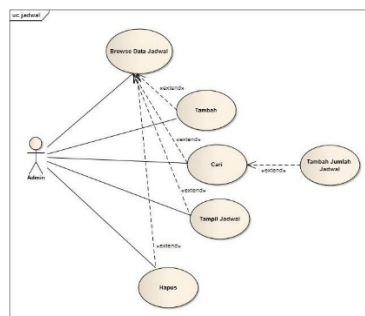 uc jadwal
Browse Data Jadwal
«extend»
Tambah
«extend»
Cari
«extend»
Tambah Jumlah
Jadwal
Admin
«extend»
Tampil Jadwal
«extend»
Hapus